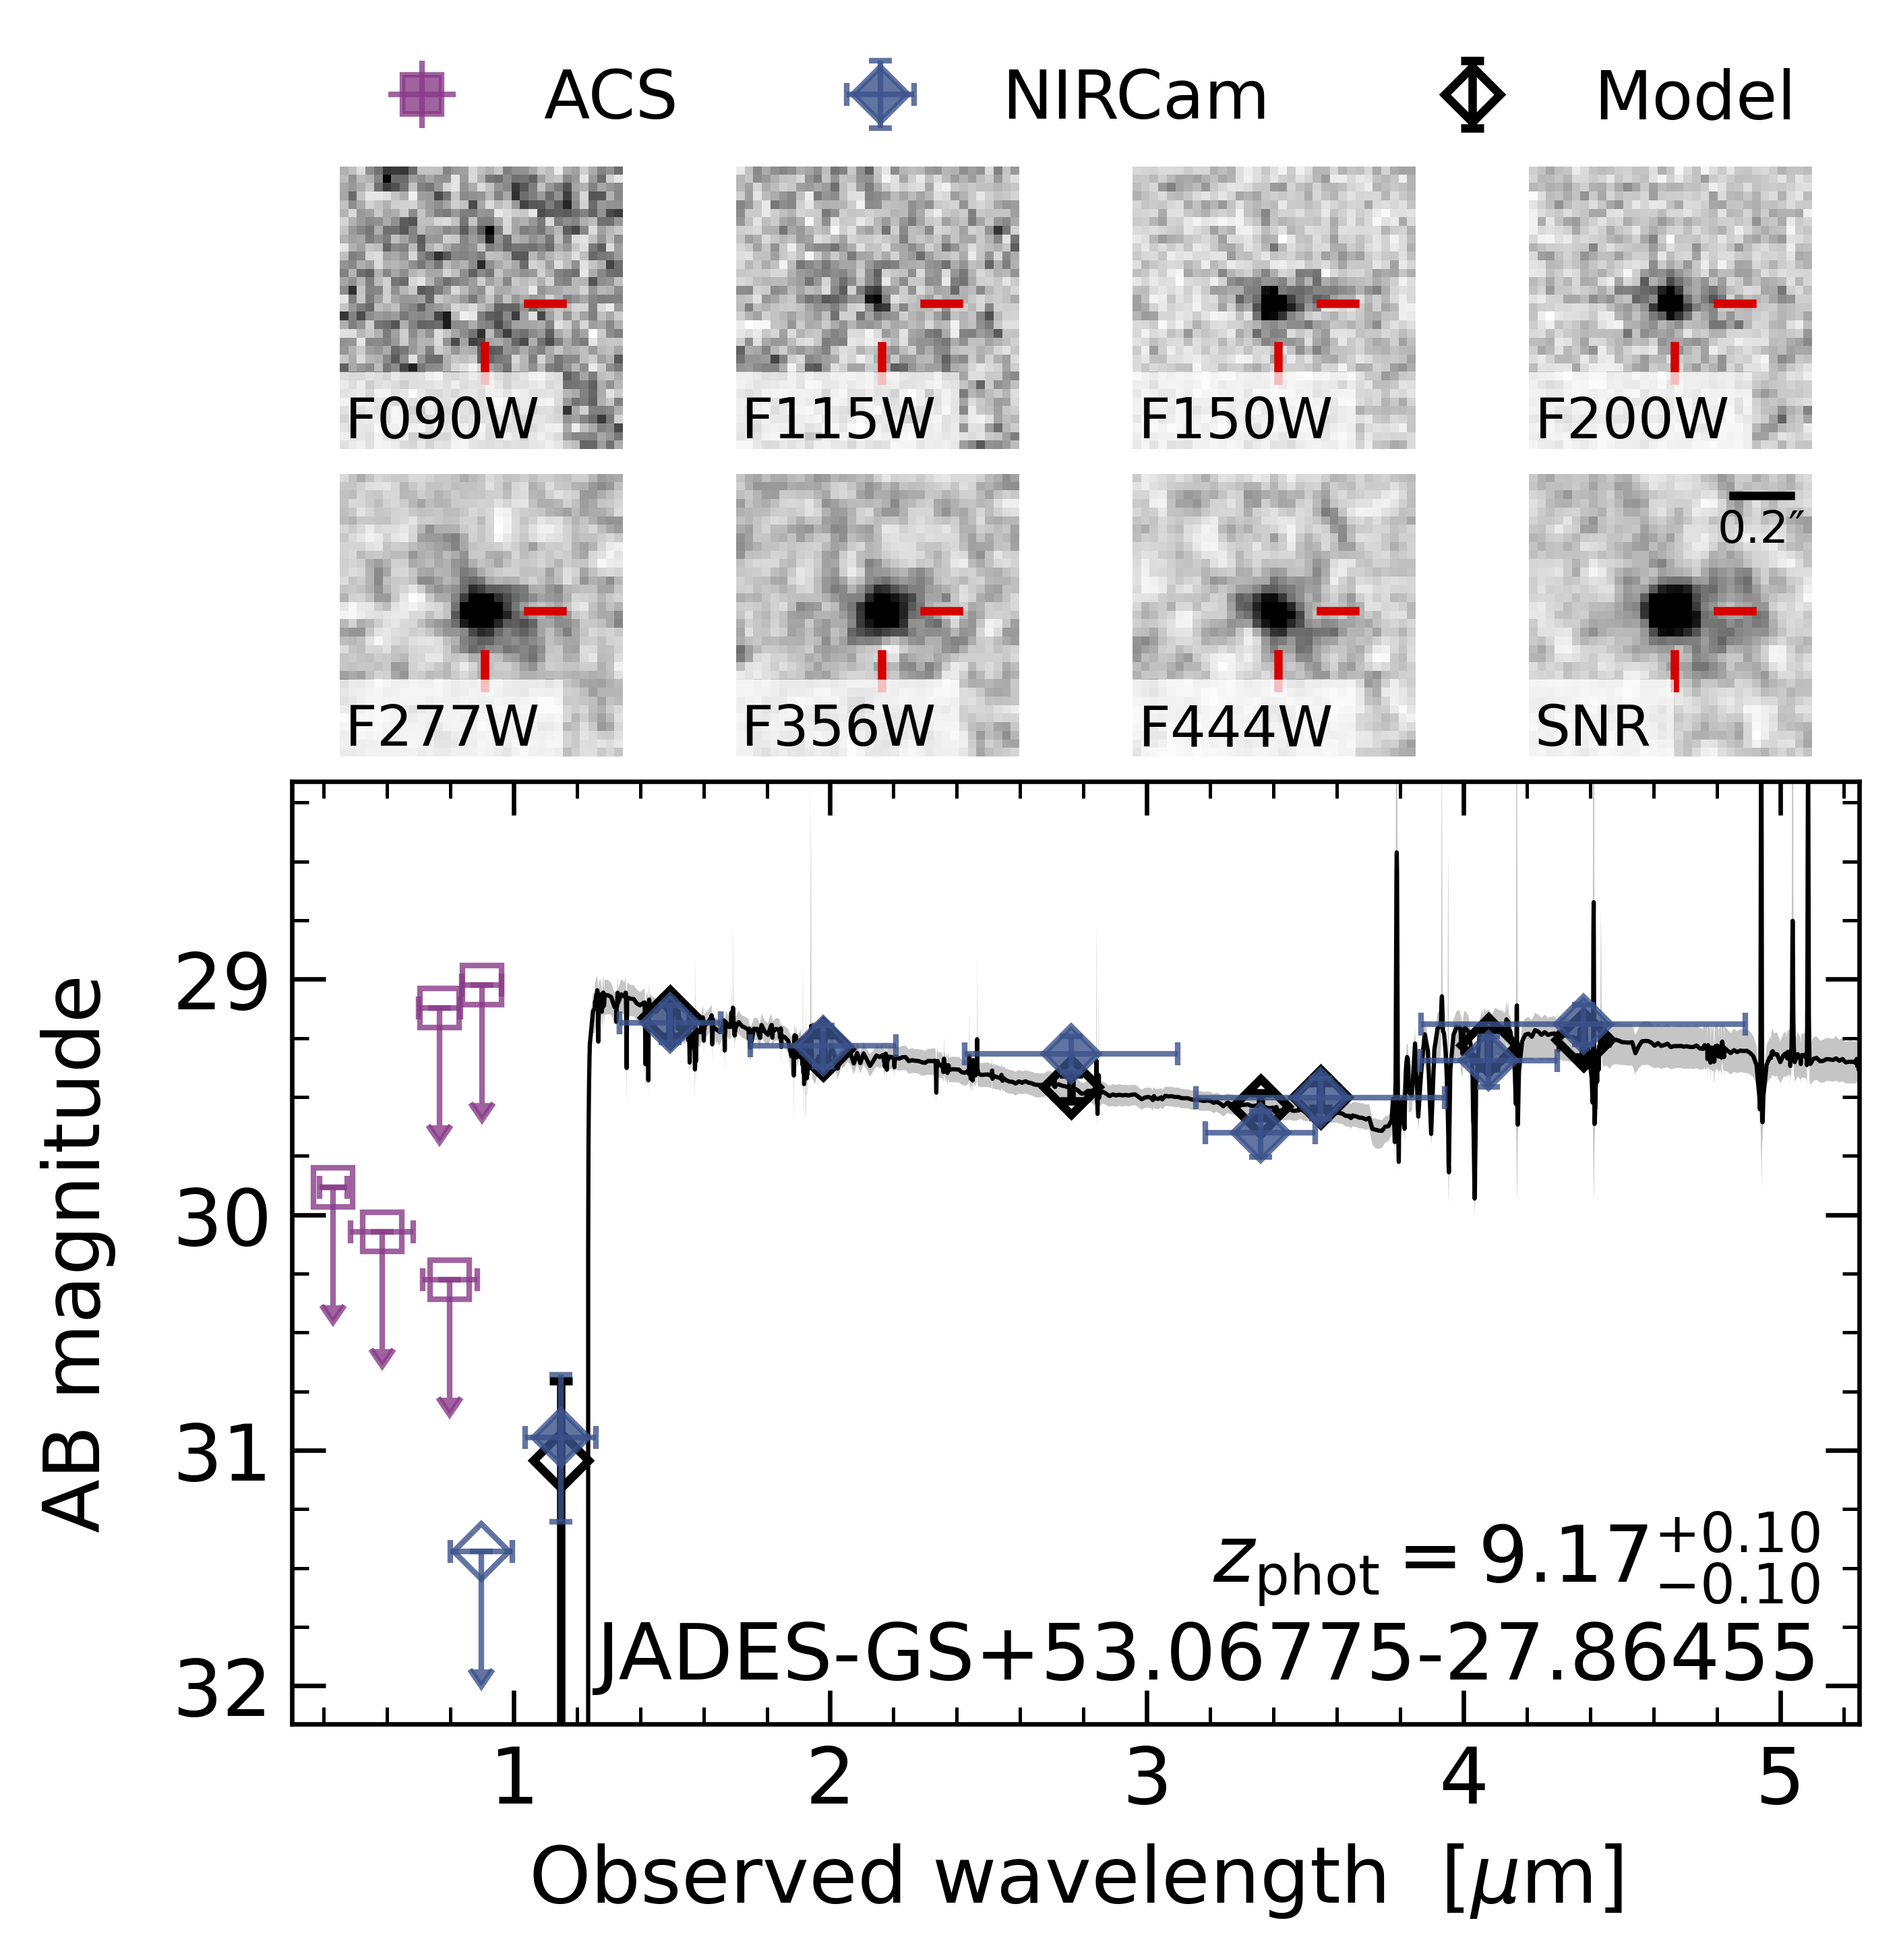 ACS NIRCam Model
F090W F115W F150W F200W
0.2″
F277W F356W F444W SNR
29
30
31
32
AB magnitude
z_phot = 9.17^{+0.10}_{−0.10}
JADES-GS+53.06775-27.86455
1 2 3 4 5
Observed wavelength [μm]